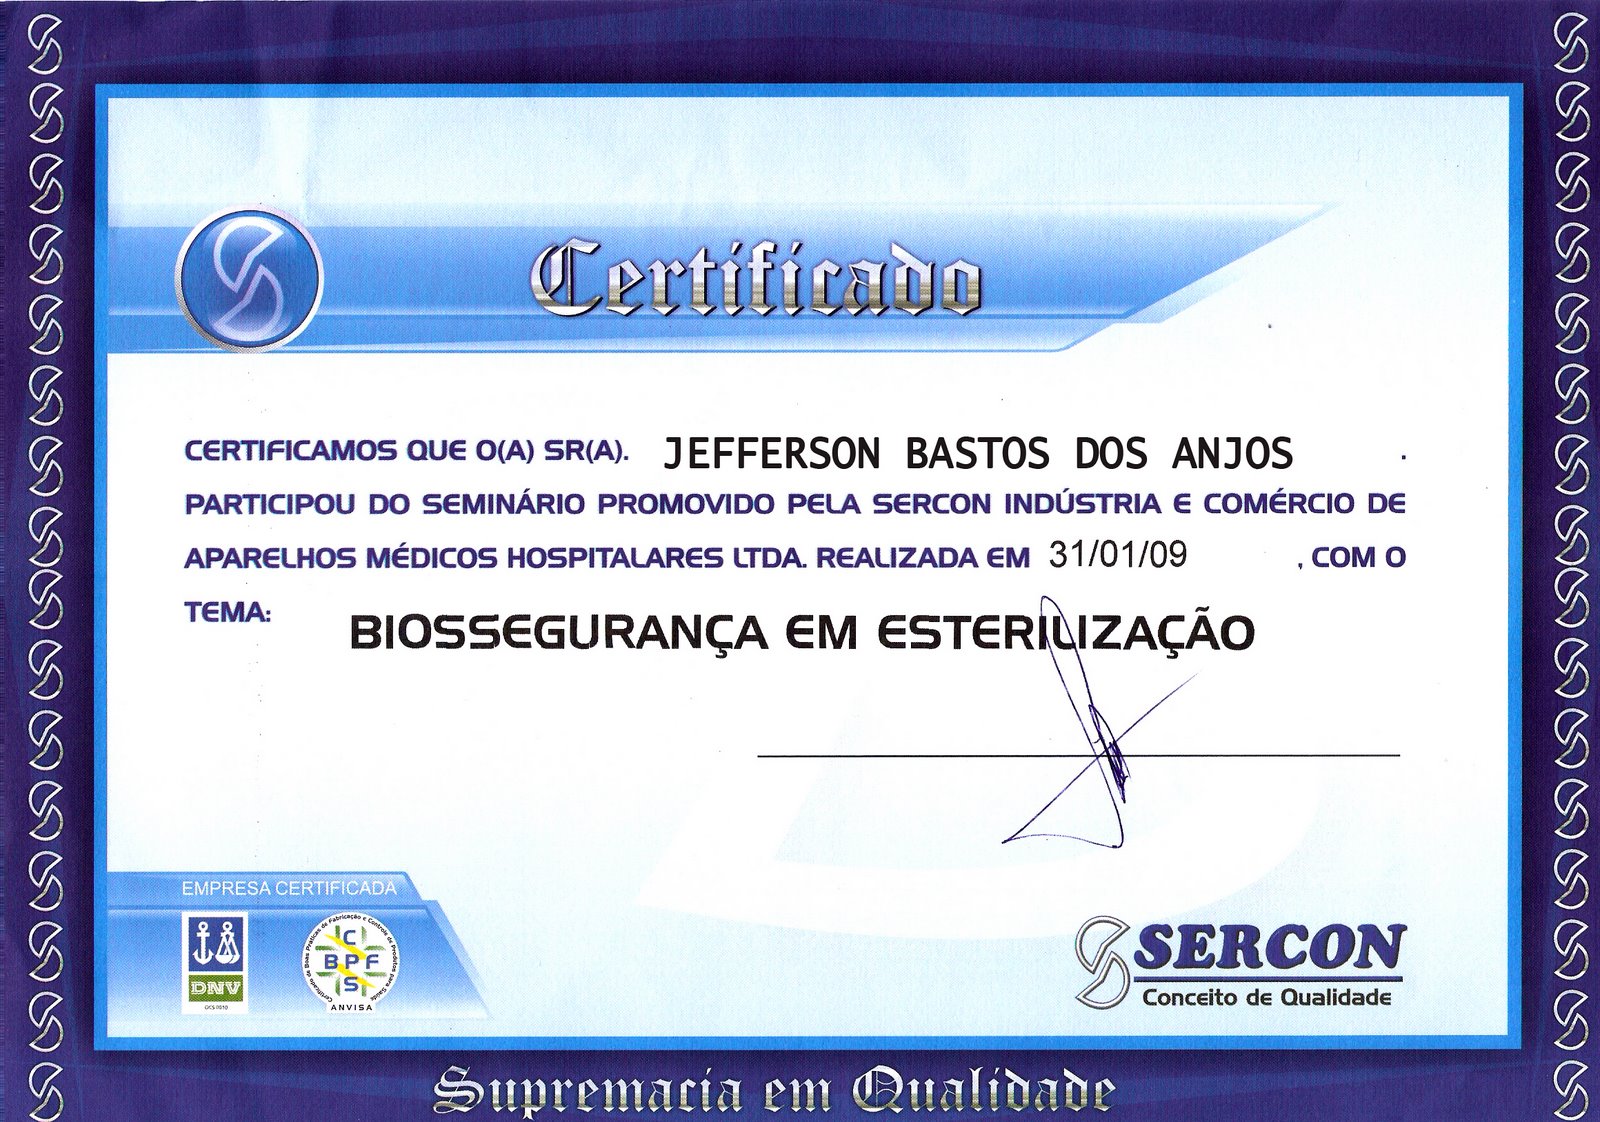 Certificado
CERTIFICAMOS QUE O(A) SR(A). JEFFERSON BASTOS DOS ANJOS .
PARTICIPOU DO SEMINÁRIO PROMOVIDO PELA SERCON INDÚSTRIA E COMÉRCIO DE
APARELHOS MÉDICOS HOSPITALARES LTDA. REALIZADA EM 31/01/09 , COM O
TEMA:
BIOSSEGURANÇA EM ESTERILIZAÇÃO
EMPRESA CERTIFICADA
DNV
Certificado de Boas Práticas de Fabricação e Controle de Produtos para Saúde
C
BPF
S
ANVISA
SERCON
Conceito de Qualidade
Supremacia em Qualidade